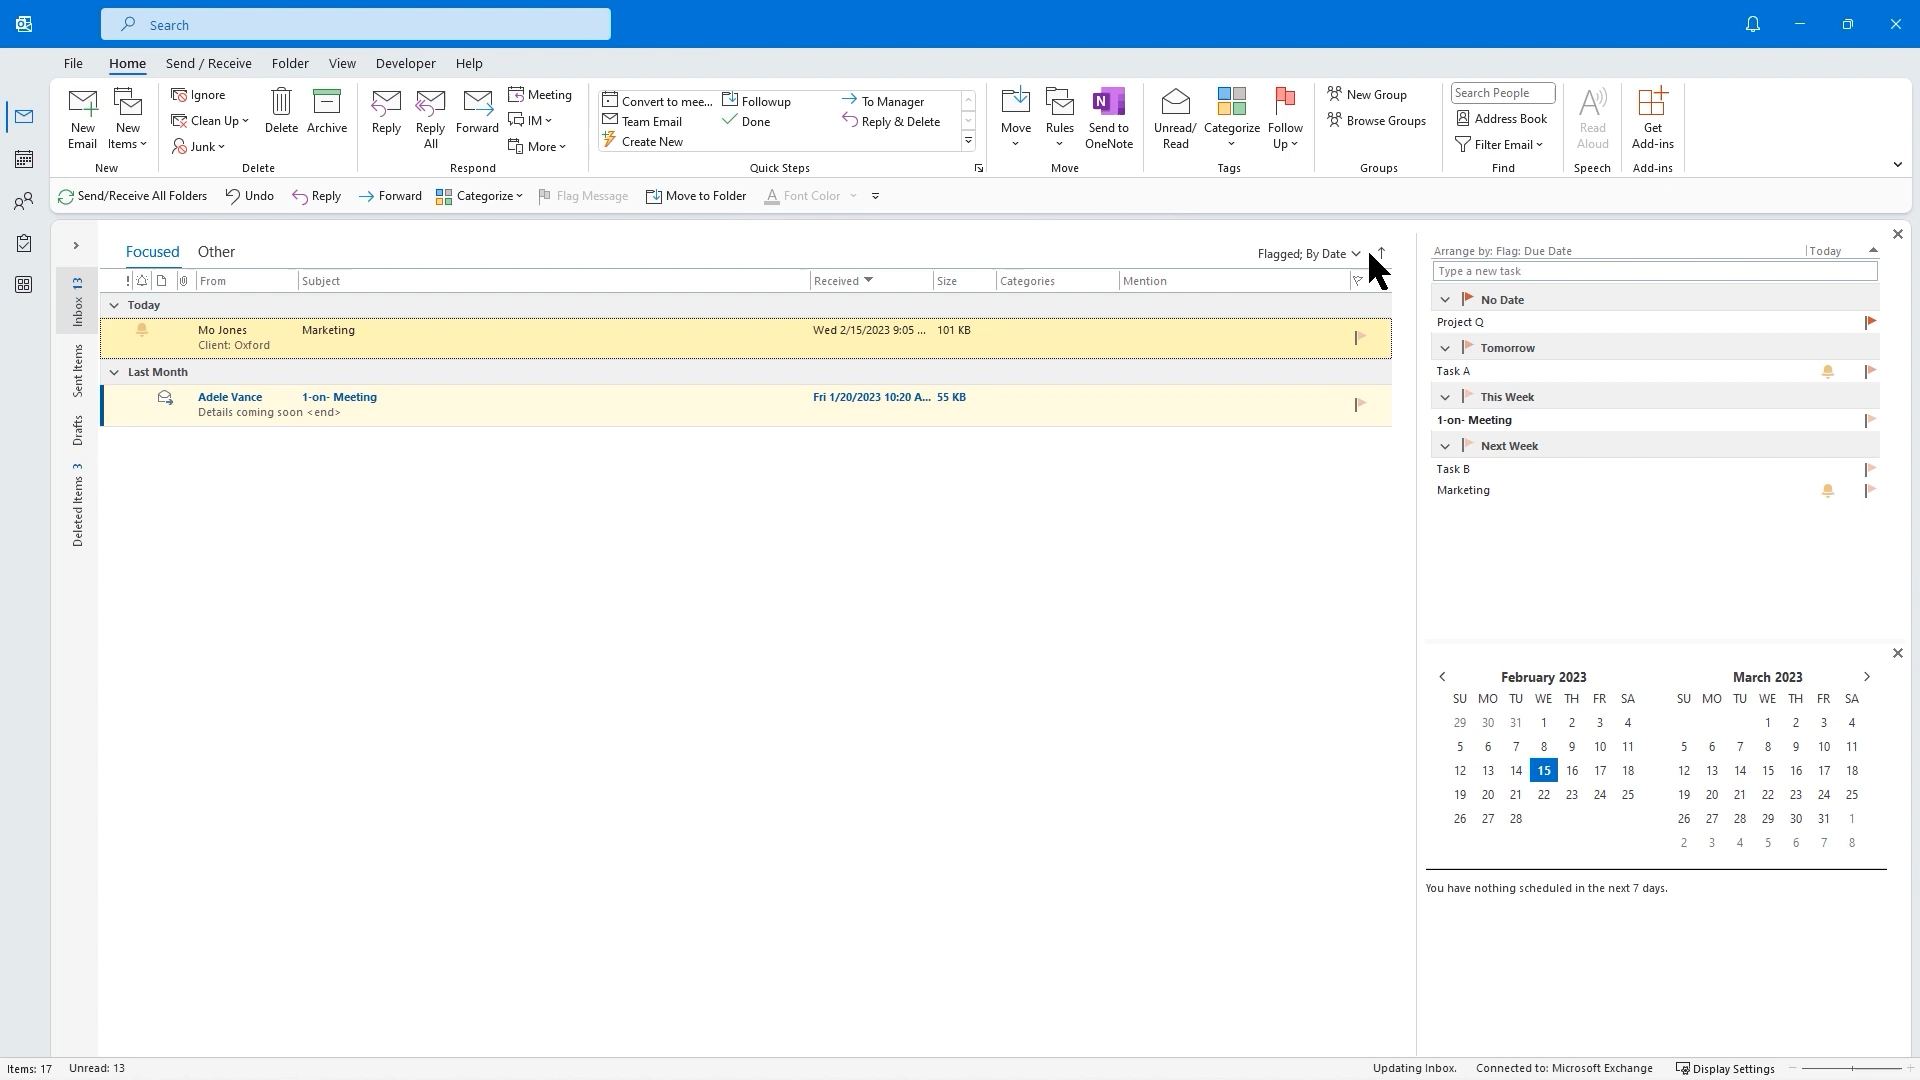 Search
File Home Send / Receive Folder View Developer Help
New Email
New Items
New
Ignore
Clean Up
Junk
Delete
Archive
Delete
Reply
Reply All
Forward
Meeting
IM
More
Respond
Convert to mee...
Team Email
Create New
Followup
Done
To Manager
Reply & Delete
Quick Steps
Move
Rules
Send to OneNote
Move
Unread/ Read
Categorize
Follow Up
Tags
New Group
Browse Groups
Groups
Search People
Address Book
Filter Email
Find
Read Aloud
Speech
Get Add-ins
Add-ins
Send/Receive All Folders Undo Reply Forward Categorize Flag Message Move to Folder Font Color
Inbox 13
Sent Items
Drafts
Deleted Items 3
Focused Other Flagged; By Date
! From Subject Received Size Categories Mention
Today
Mo Jones Marketing Wed 2/15/2023 9:05 ... 101 KB
Client: Oxford
Last Month
Adele Vance 1-on- Meeting Fri 1/20/2023 10:20 A... 55 KB
Details coming soon <end>
Arrange by: Flag: Due Date Today
Type a new task
No Date
Project Q
Tomorrow
Task A
This Week
1-on- Meeting
Next Week
Task B
Marketing
February 2023
SU MO TU WE TH FR SA
29 30 31 1 2 3 4
5 6 7 8 9 10 11
12 13 14 15 16 17 18
19 20 21 22 23 24 25
26 27 28
March 2023
SU MO TU WE TH FR SA
1 2 3 4
5 6 7 8 9 10 11
12 13 14 15 16 17 18
19 20 21 22 23 24 25
26 27 28 29 30 31 1
2 3 4 5 6 7 8
You have nothing scheduled in the next 7 days.
Items: 17 Unread: 13 Updating Inbox. Connected to: Microsoft Exchange Display Settings